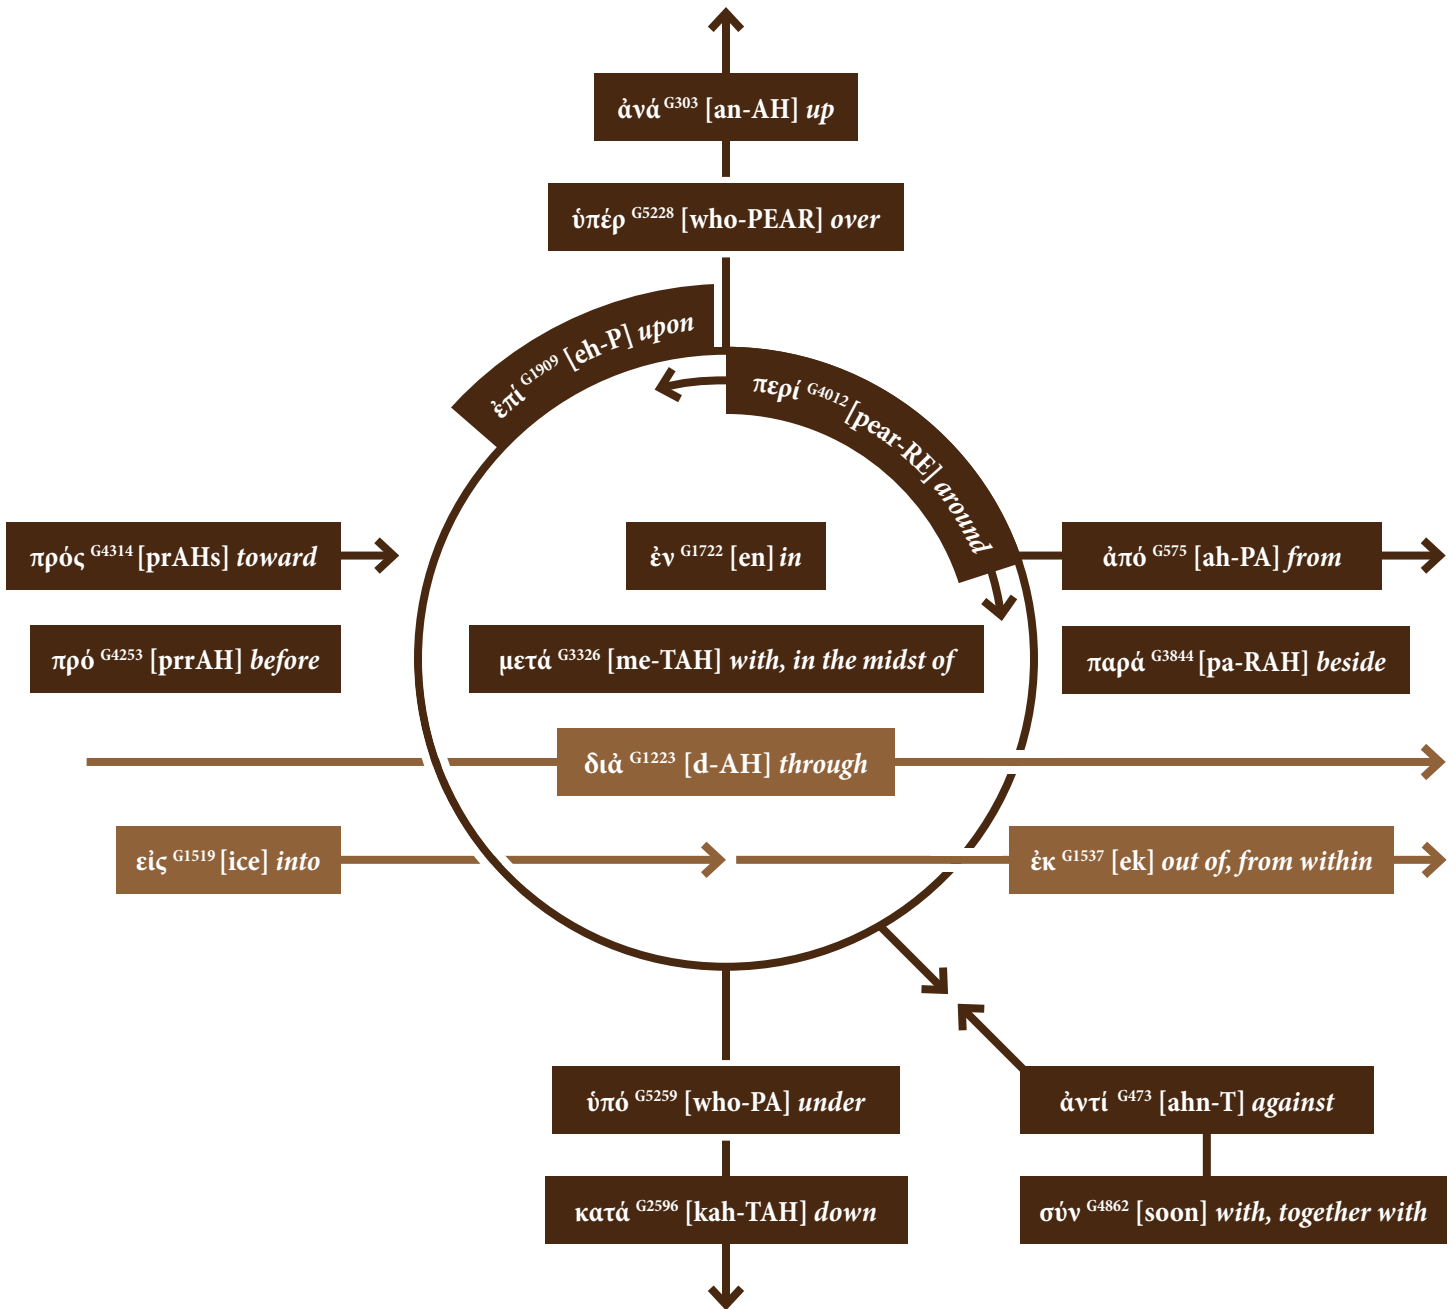 ἀνά G303 [an-AH] up
ὑπέρ G5228 [who-PEAR] over
ἐπί G1909 [eh-P] upon
περί G4012 [pear-RE] around
πρός G4314 [prAHs] toward
ἐν G1722 [en] in
ἀπό G575 [ah-PA] from
πρό G4253 [prrAH] before
μετά G3326 [me-TAH] with, in the midst of
παρά G3844 [pa-RAH] beside
διἀ G1223 [d-AH] through
εἰς G1519 [ice] into
ἐκ G1537 [ek] out of, from within
ὑπό G5259 [who-PA] under
ἀντί G473 [ahn-T] against
κατά G2596 [kah-TAH] down
σύν G4862 [soon] with, together with